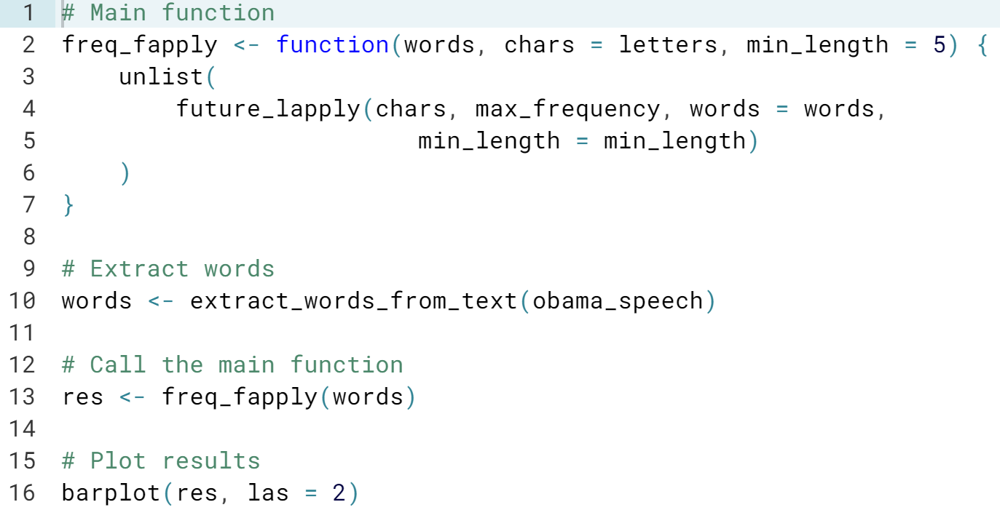 1 # Main function
2 freq_fapply <- function(words, chars = letters, min_length = 5) {
3     unlist(
4         future_lapply(chars, max_frequency, words = words,
5                          min_length = min_length)
6     )
7 }
8
9 # Extract words
10 words <- extract_words_from_text(obama_speech)
11
12 # Call the main function
13 res <- freq_fapply(words)
14
15 # Plot results
16 barplot(res, las = 2)